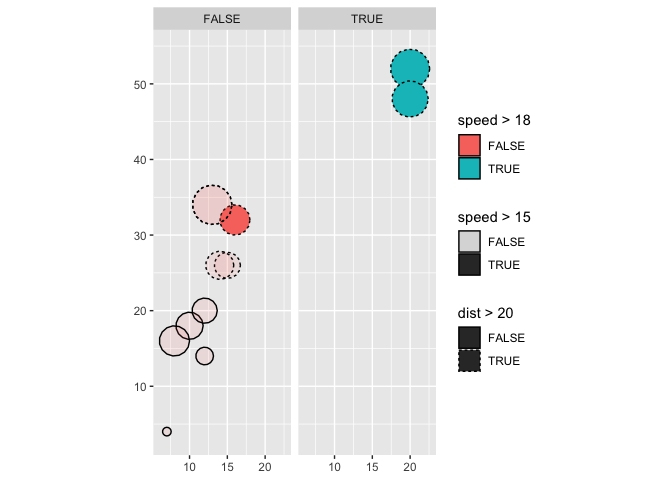 FALSE TRUE
50
40
30
20
10
10 15 20 10 15 20
speed > 18
FALSE
TRUE
speed > 15
FALSE
TRUE
dist > 20
FALSE
TRUE